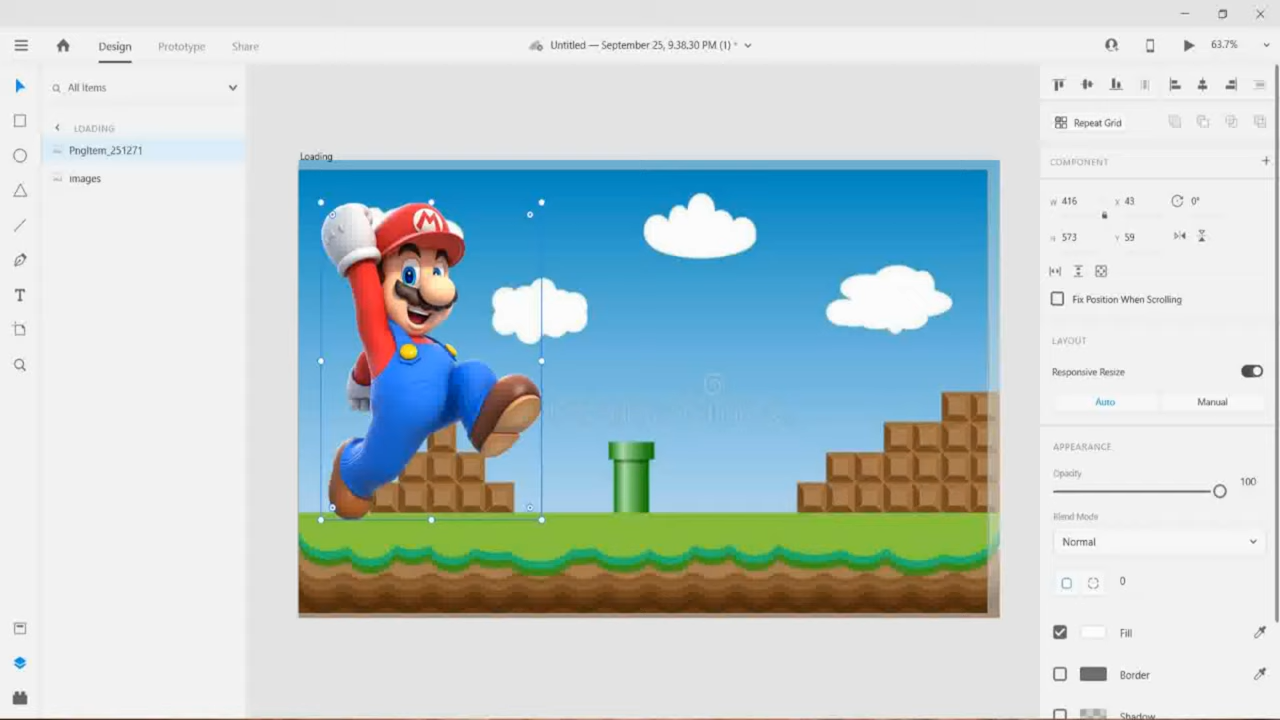 Design
Prototype
Share
Untitled — September 25, 9.38.30 PM (1) *
63.7%
All Items
LOADING
PngItem_251271
images
Loading
M
Repeat Grid
COMPONENT
W 416
X 43
0°
H 573
Y 59
Fix Position When Scrolling
LAYOUT
Responsive Resize
Auto
Manual
APPEARANCE
Opacity
100
Blend Mode
Normal
0
Fill
Border
Shadow